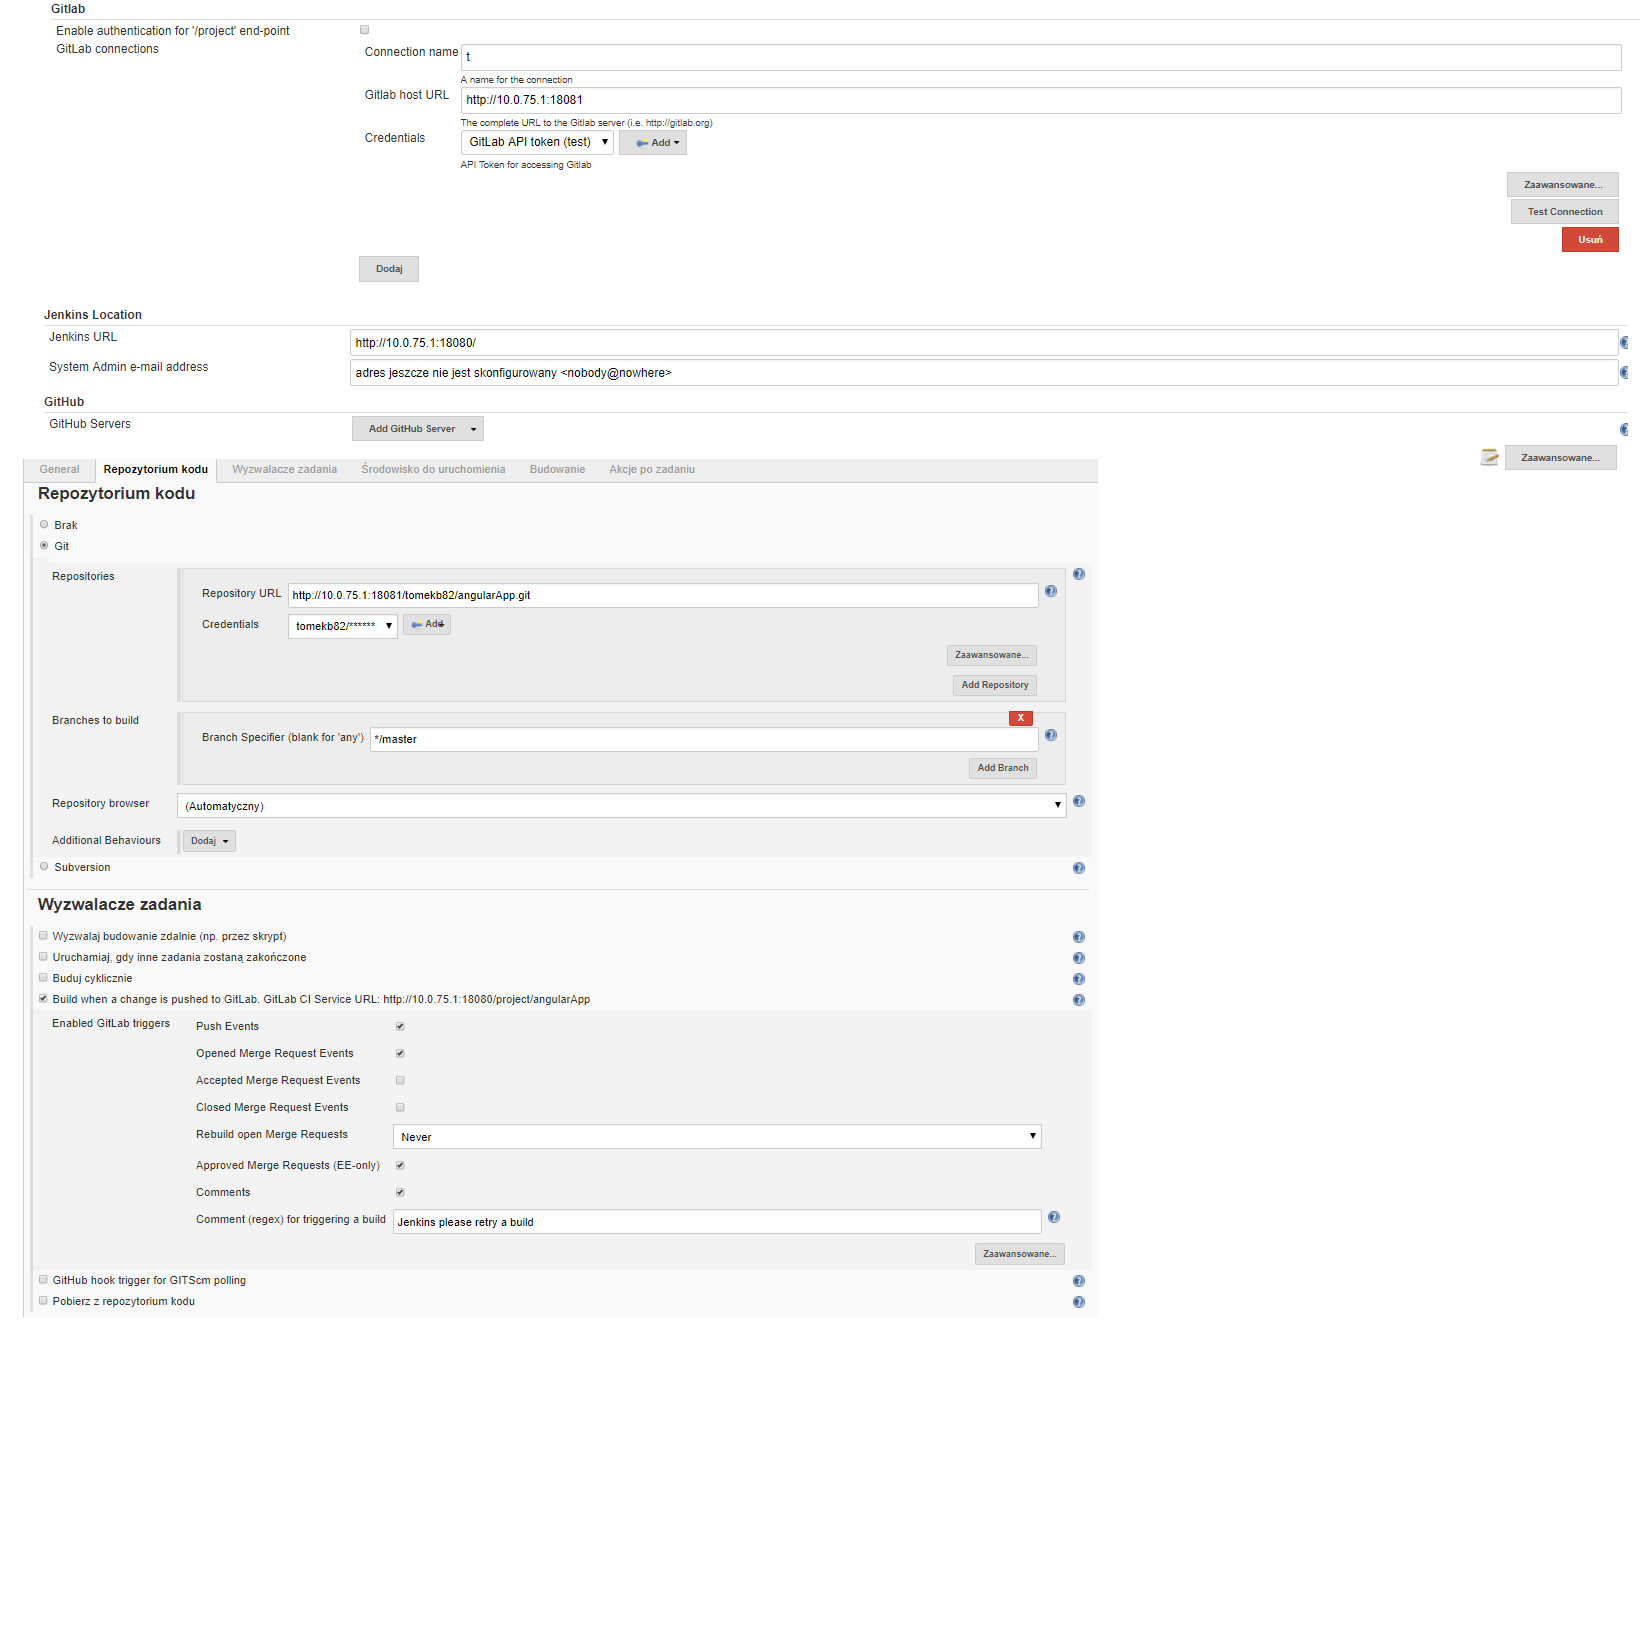 Gitlab
Enable authentication for '/project' end-point
GitLab connections
Connection name
t
A name for the connection
Gitlab host URL
http://10.0.75.1:18081
The complete URL to the Gitlab server (i.e. http://gitlab.org)
Credentials
GitLab API token (test)
Add
API Token for accessing Gitlab
Zaawansowane...
Test Connection
Usuń
Dodaj
Jenkins Location
Jenkins URL
http://10.0.75.1:18080/
System Admin e-mail address
adres jeszcze nie jest skonfigurowany <nobody@nowhere>
GitHub
GitHub Servers
Add GitHub Server
Zaawansowane...
General Repozytorium kodu Wyzwalacze zadania Środowisko do uruchomienia Budowanie Akcje po zadaniu
Repozytorium kodu
Brak
Git
Repositories
Repository URL
http://10.0.75.1:18081/tomekb82/angularApp.git
Credentials
tomekb82/******
Add
Zaawansowane...
Add Repository
Branches to build
X
Branch Specifier (blank for 'any')
*/master
Add Branch
Repository browser
(Automatyczny)
Additional Behaviours
Dodaj
Subversion
Wyzwalacze zadania
Wyzwalaj budowanie zdalnie (np. przez skrypt)
Uruchamiaj, gdy inne zadania zostaną zakończone
Buduj cyklicznie
Build when a change is pushed to GitLab. GitLab CI Service URL: http://10.0.75.1:18080/project/angularApp
Enabled GitLab triggers
Push Events
Opened Merge Request Events
Accepted Merge Request Events
Closed Merge Request Events
Rebuild open Merge Requests
Never
Approved Merge Requests (EE-only)
Comments
Comment (regex) for triggering a build
Jenkins please retry a build
Zaawansowane...
GitHub hook trigger for GITScm polling
Pobierz z repozytorium kodu